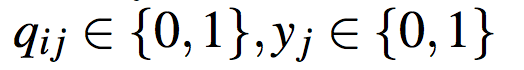 q_{ij} ∈ {0,1}, y_j ∈ {0,1}